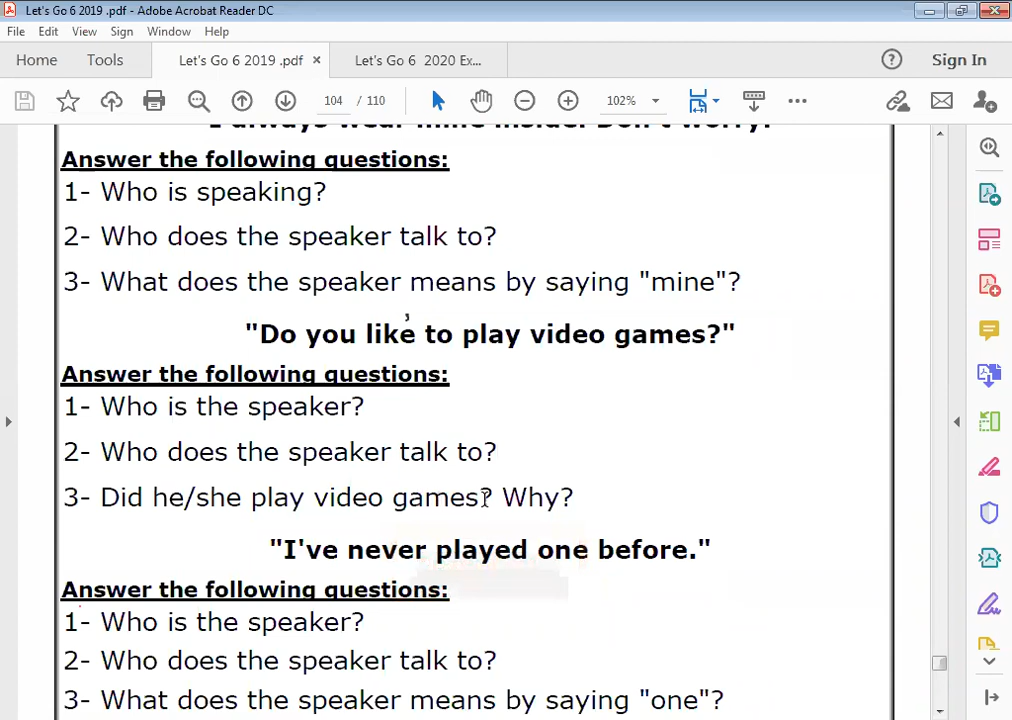 Let's Go 6 2019 .pdf - Adobe Acrobat Reader DC
File Edit View Sign Window Help
Home Tools Let's Go 6 2019 .pdf × Let's Go 6 2020 Ex... Sign In
104 / 110 102%
"I always wear mine inside. Don't worry."
Answer the following questions:
1- Who is speaking?
2- Who does the speaker talk to?
3- What does the speaker means by saying "mine"?
"Do you like to play video games?"
Answer the following questions:
1- Who is the speaker?
2- Who does the speaker talk to?
3- Did he/she play video games? Why?
"I've never played one before."
Answer the following questions:
1- Who is the speaker?
2- Who does the speaker talk to?
3- What does the speaker means by saying "one"?